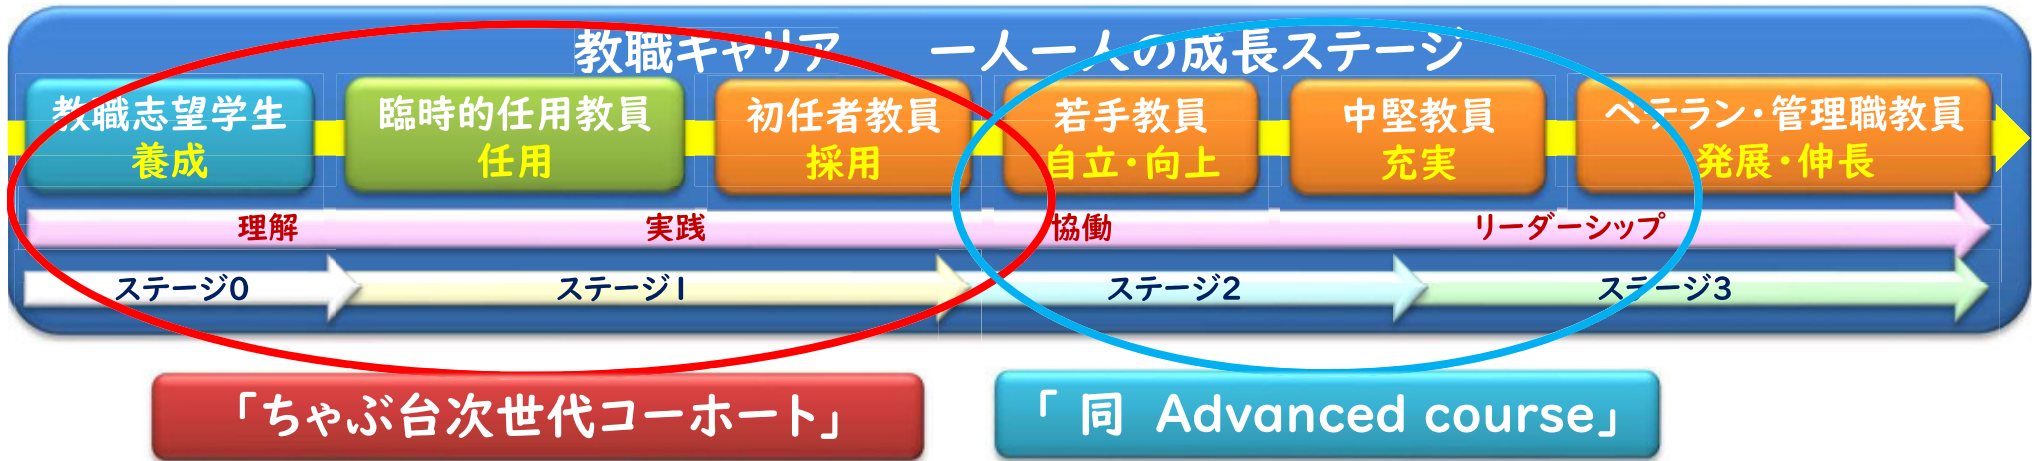 教職キャリア　一人一人の成長ステージ
教職志望学生
養成
臨時的任用教員
任用
初任者教員
採用
若手教員
自立・向上
中堅教員
充実
ベテラン・管理職教員
発展・伸長
理解
実践
協働
リーダーシップ
ステージ0
ステージ1
ステージ2
ステージ3
「ちゃぶ台次世代コーホート」
「 同 Advanced course」